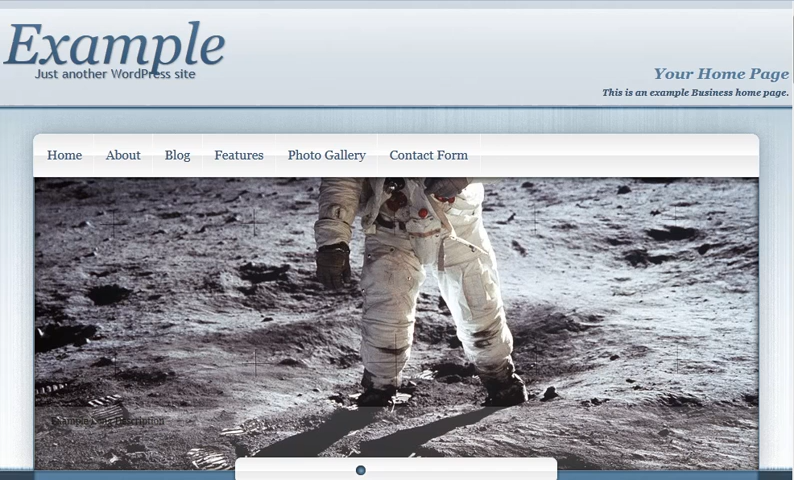 Example
Just another WordPress site
Your Home Page
This is an example Business home page.
Home About Blog Features Photo Gallery Contact Form
Description